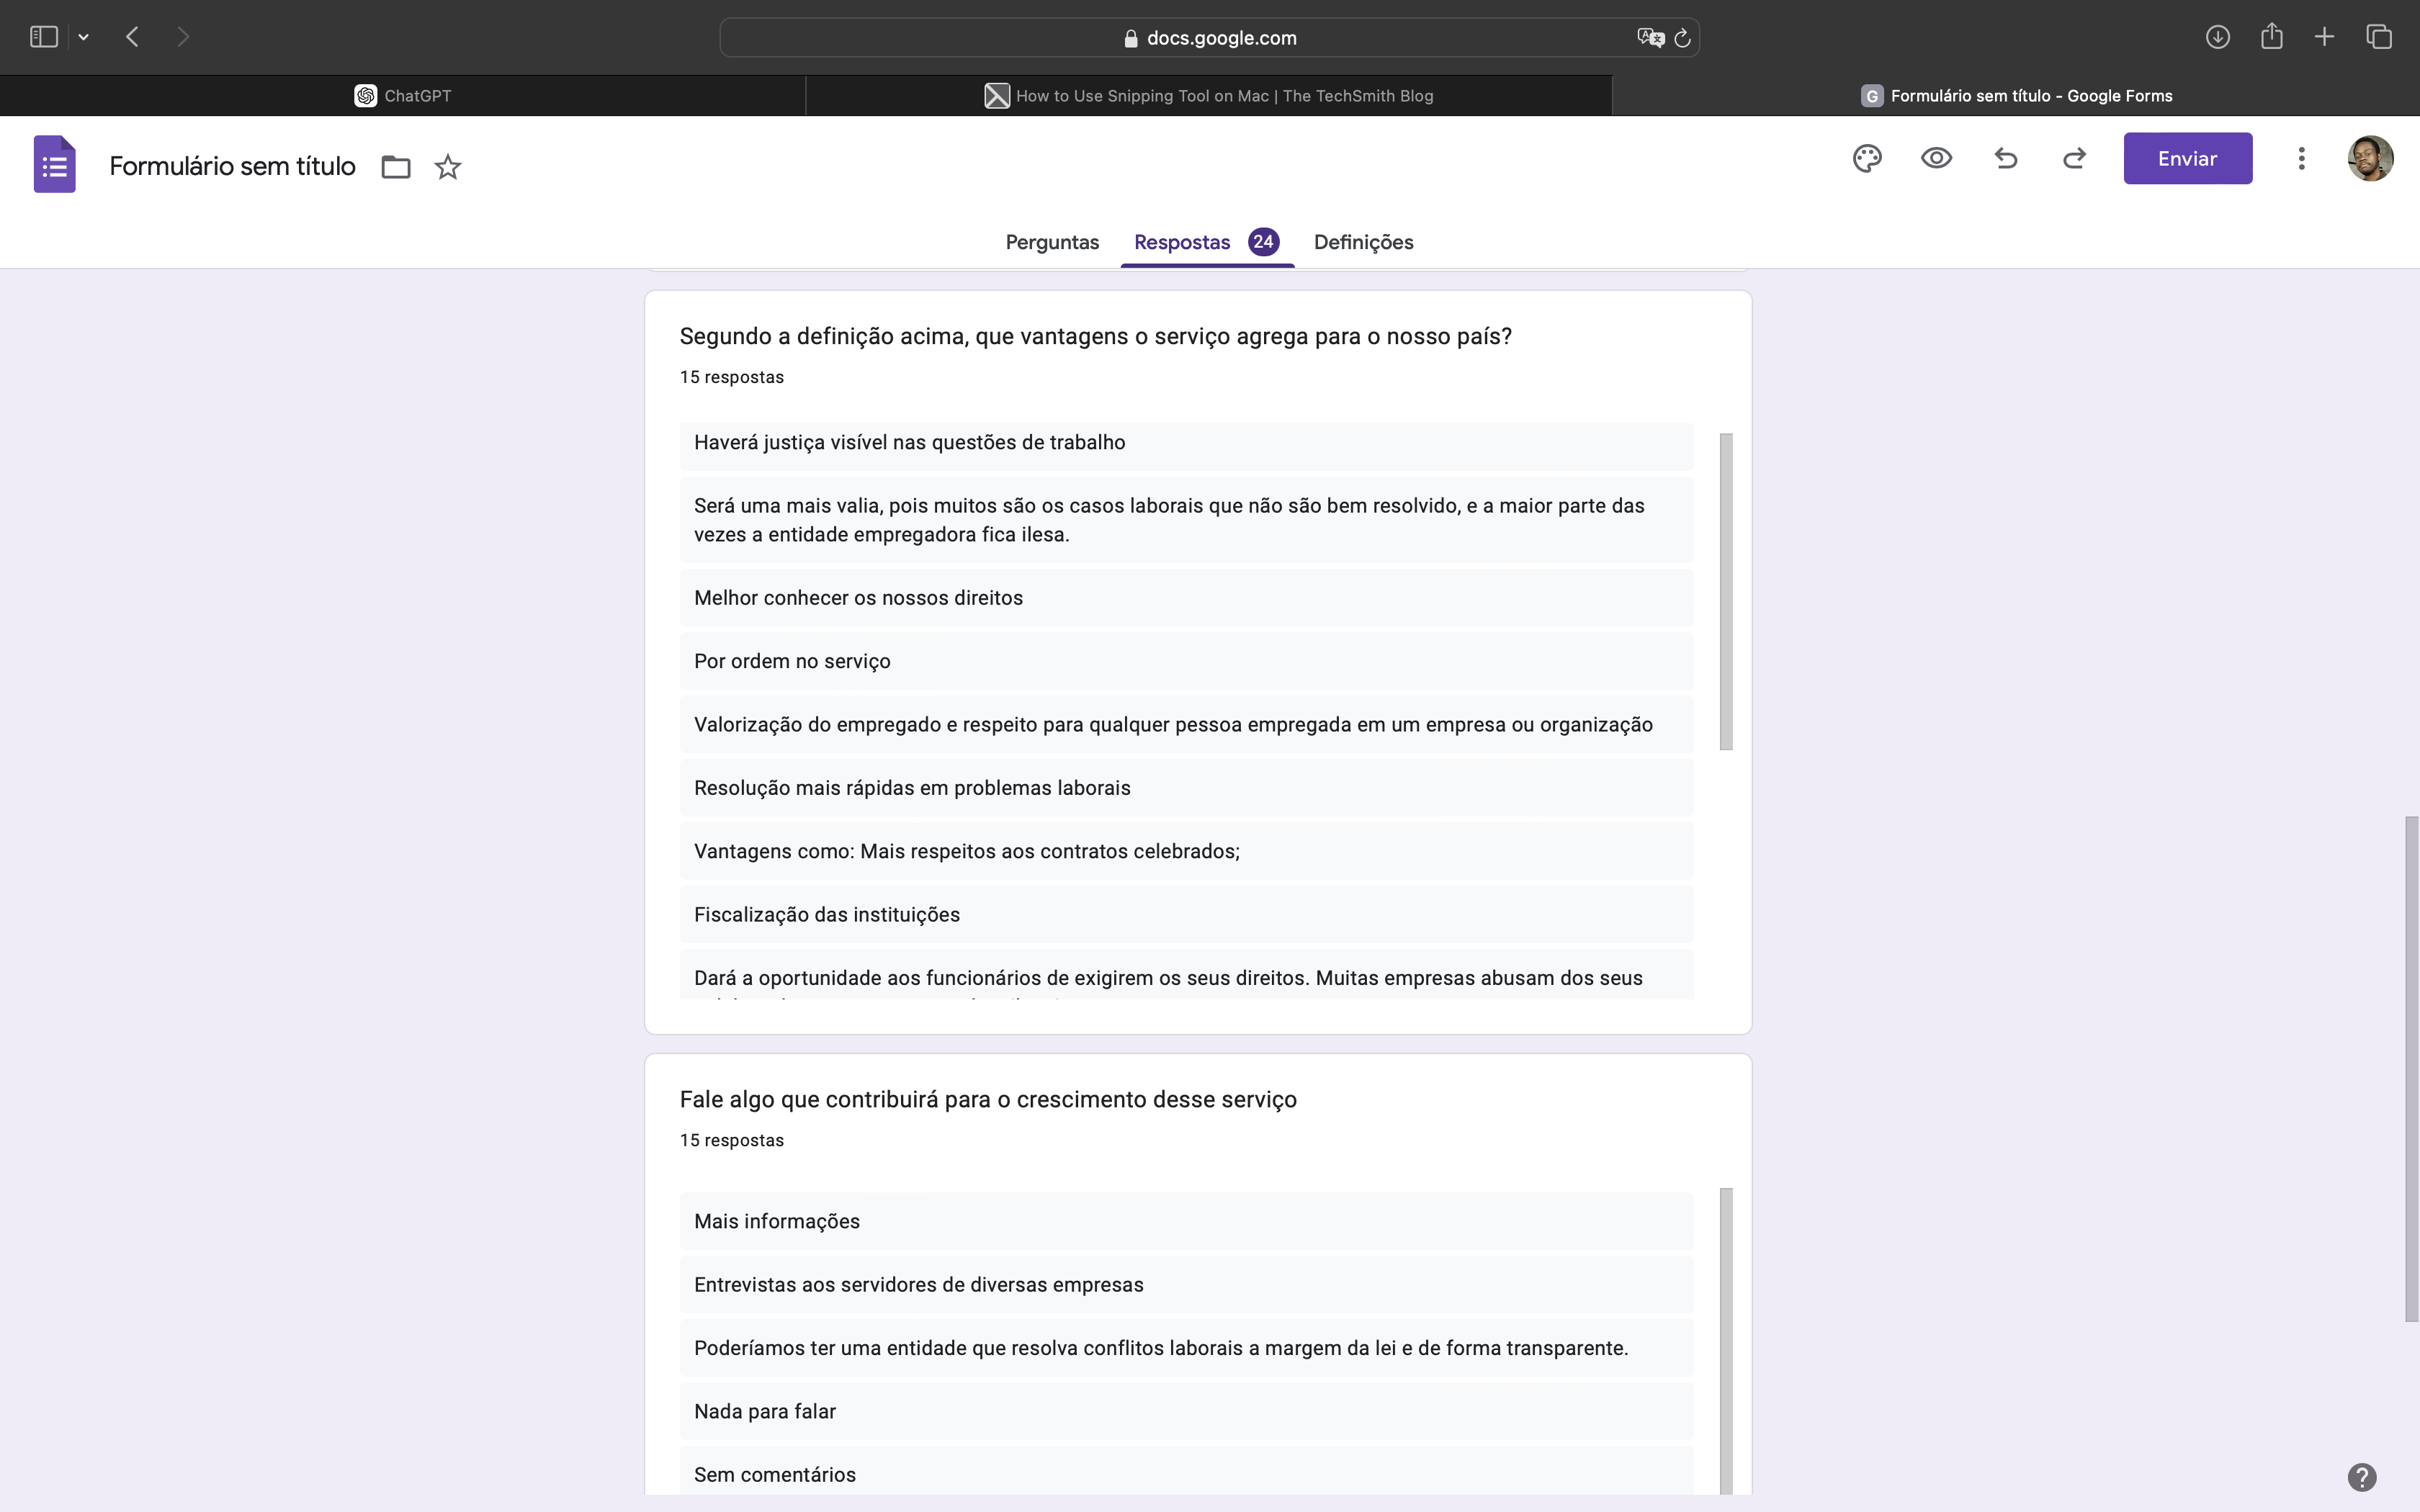 docs.google.com
ChatGPT
How to Use Snipping Tool on Mac | The TechSmith Blog
G Formulário sem título - Google Forms
Formulário sem título
Enviar
Perguntas
Respostas 24
Definições
Segundo a definição acima, que vantagens o serviço agrega para o nosso país?
15 respostas
Haverá justiça visível nas questões de trabalho
Será uma mais valia, pois muitos são os casos laborais que não são bem resolvido, e a maior parte das
vezes a entidade empregadora fica ilesa.
Melhor conhecer os nossos direitos
Por ordem no serviço
Valorização do empregado e respeito para qualquer pessoa empregada em um empresa ou organização
Resolução mais rápidas em problemas laborais
Vantagens como: Mais respeitos aos contratos celebrados;
Fiscalização das instituições
Dará a oportunidade aos funcionários de exigirem os seus direitos. Muitas empresas abusam dos seus
Fale algo que contribuirá para o crescimento desse serviço
15 respostas
Mais informações
Entrevistas aos servidores de diversas empresas
Poderíamos ter uma entidade que resolva conflitos laborais a margem da lei e de forma transparente.
Nada para falar
Sem comentários